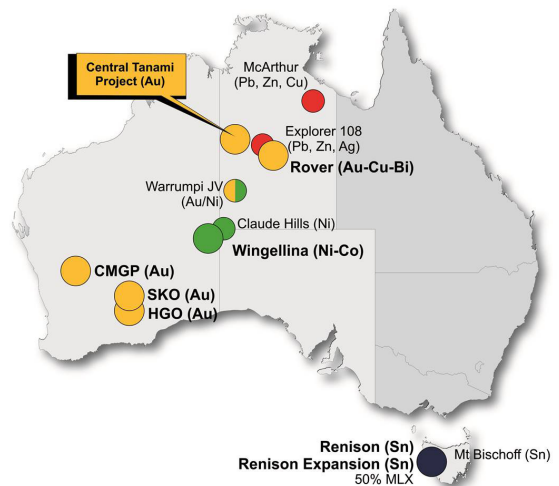 Central Tanami
Project (Au)
McArthur
(Pb, Zn, Cu)
Explorer 108
(Pb, Zn, Ag)
Rover (Au-Cu-Bi)
Warrumpi JV
(Au/Ni)
Claude Hills (Ni)
Wingellina (Ni-Co)
CMGP (Au)
SKO (Au)
HGO (Au)
Renison (Sn)
Mt Bischoff (Sn)
Renison Expansion (Sn)
50% MLX